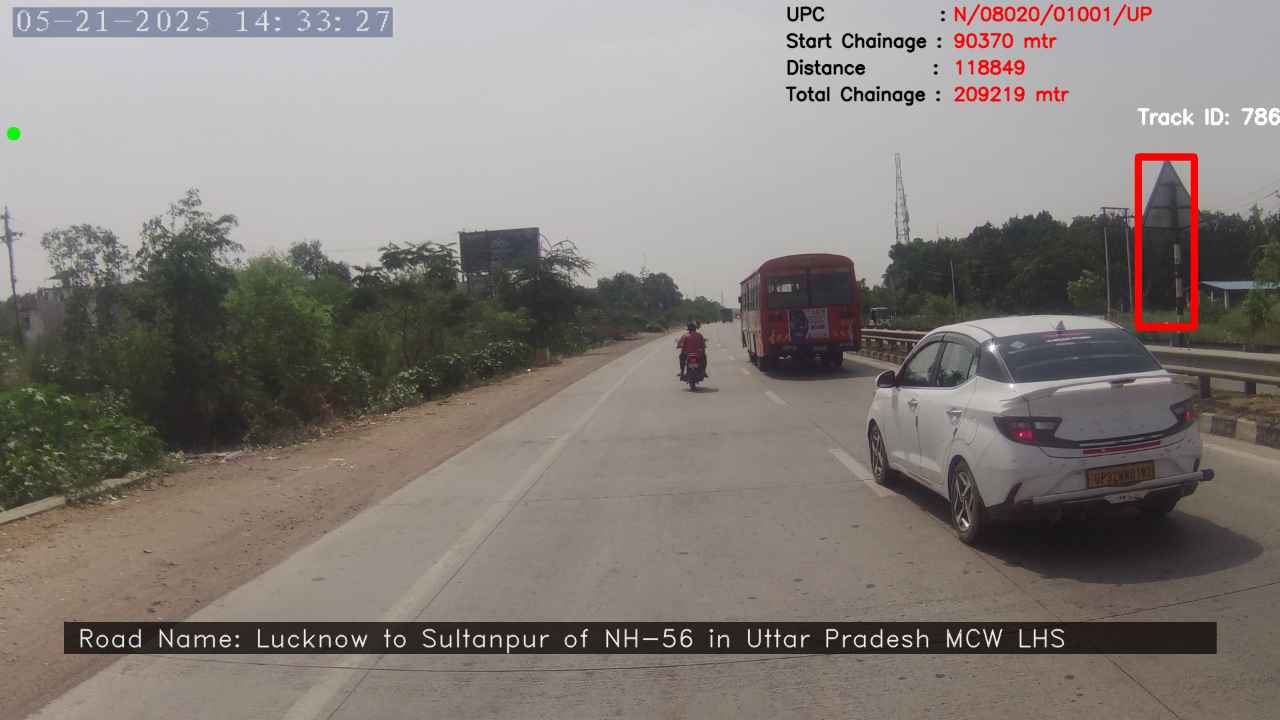 05-21-2025 14:33:27
UPC : N/08020/01001/UP
Start Chainage : 90370 mtr
Distance : 118849
Total Chainage : 209219 mtr
Track ID: 786
Road Name: Lucknow to Sultanpur of NH-56 in Uttar Pradesh MCW LHS